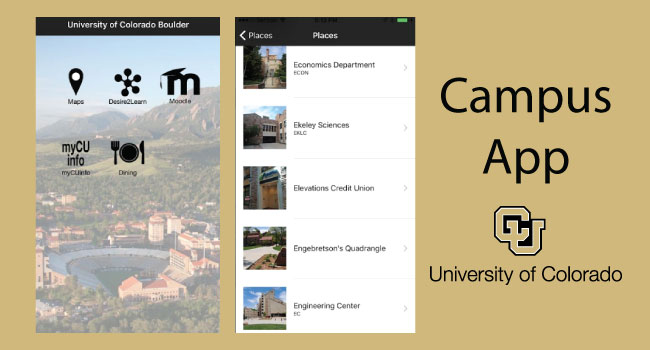 University of Colorado Boulder
Maps
Desire2Learn
Moodle
myCU
info
myCUinfo
Dining
Places
Places
Economics Department
ECON
Ekeley Sciences
EKLC
Elevations Credit Union
Engebretson's Quadrangle
Engineering Center
EC
Campus
App
CU
University of Colorado